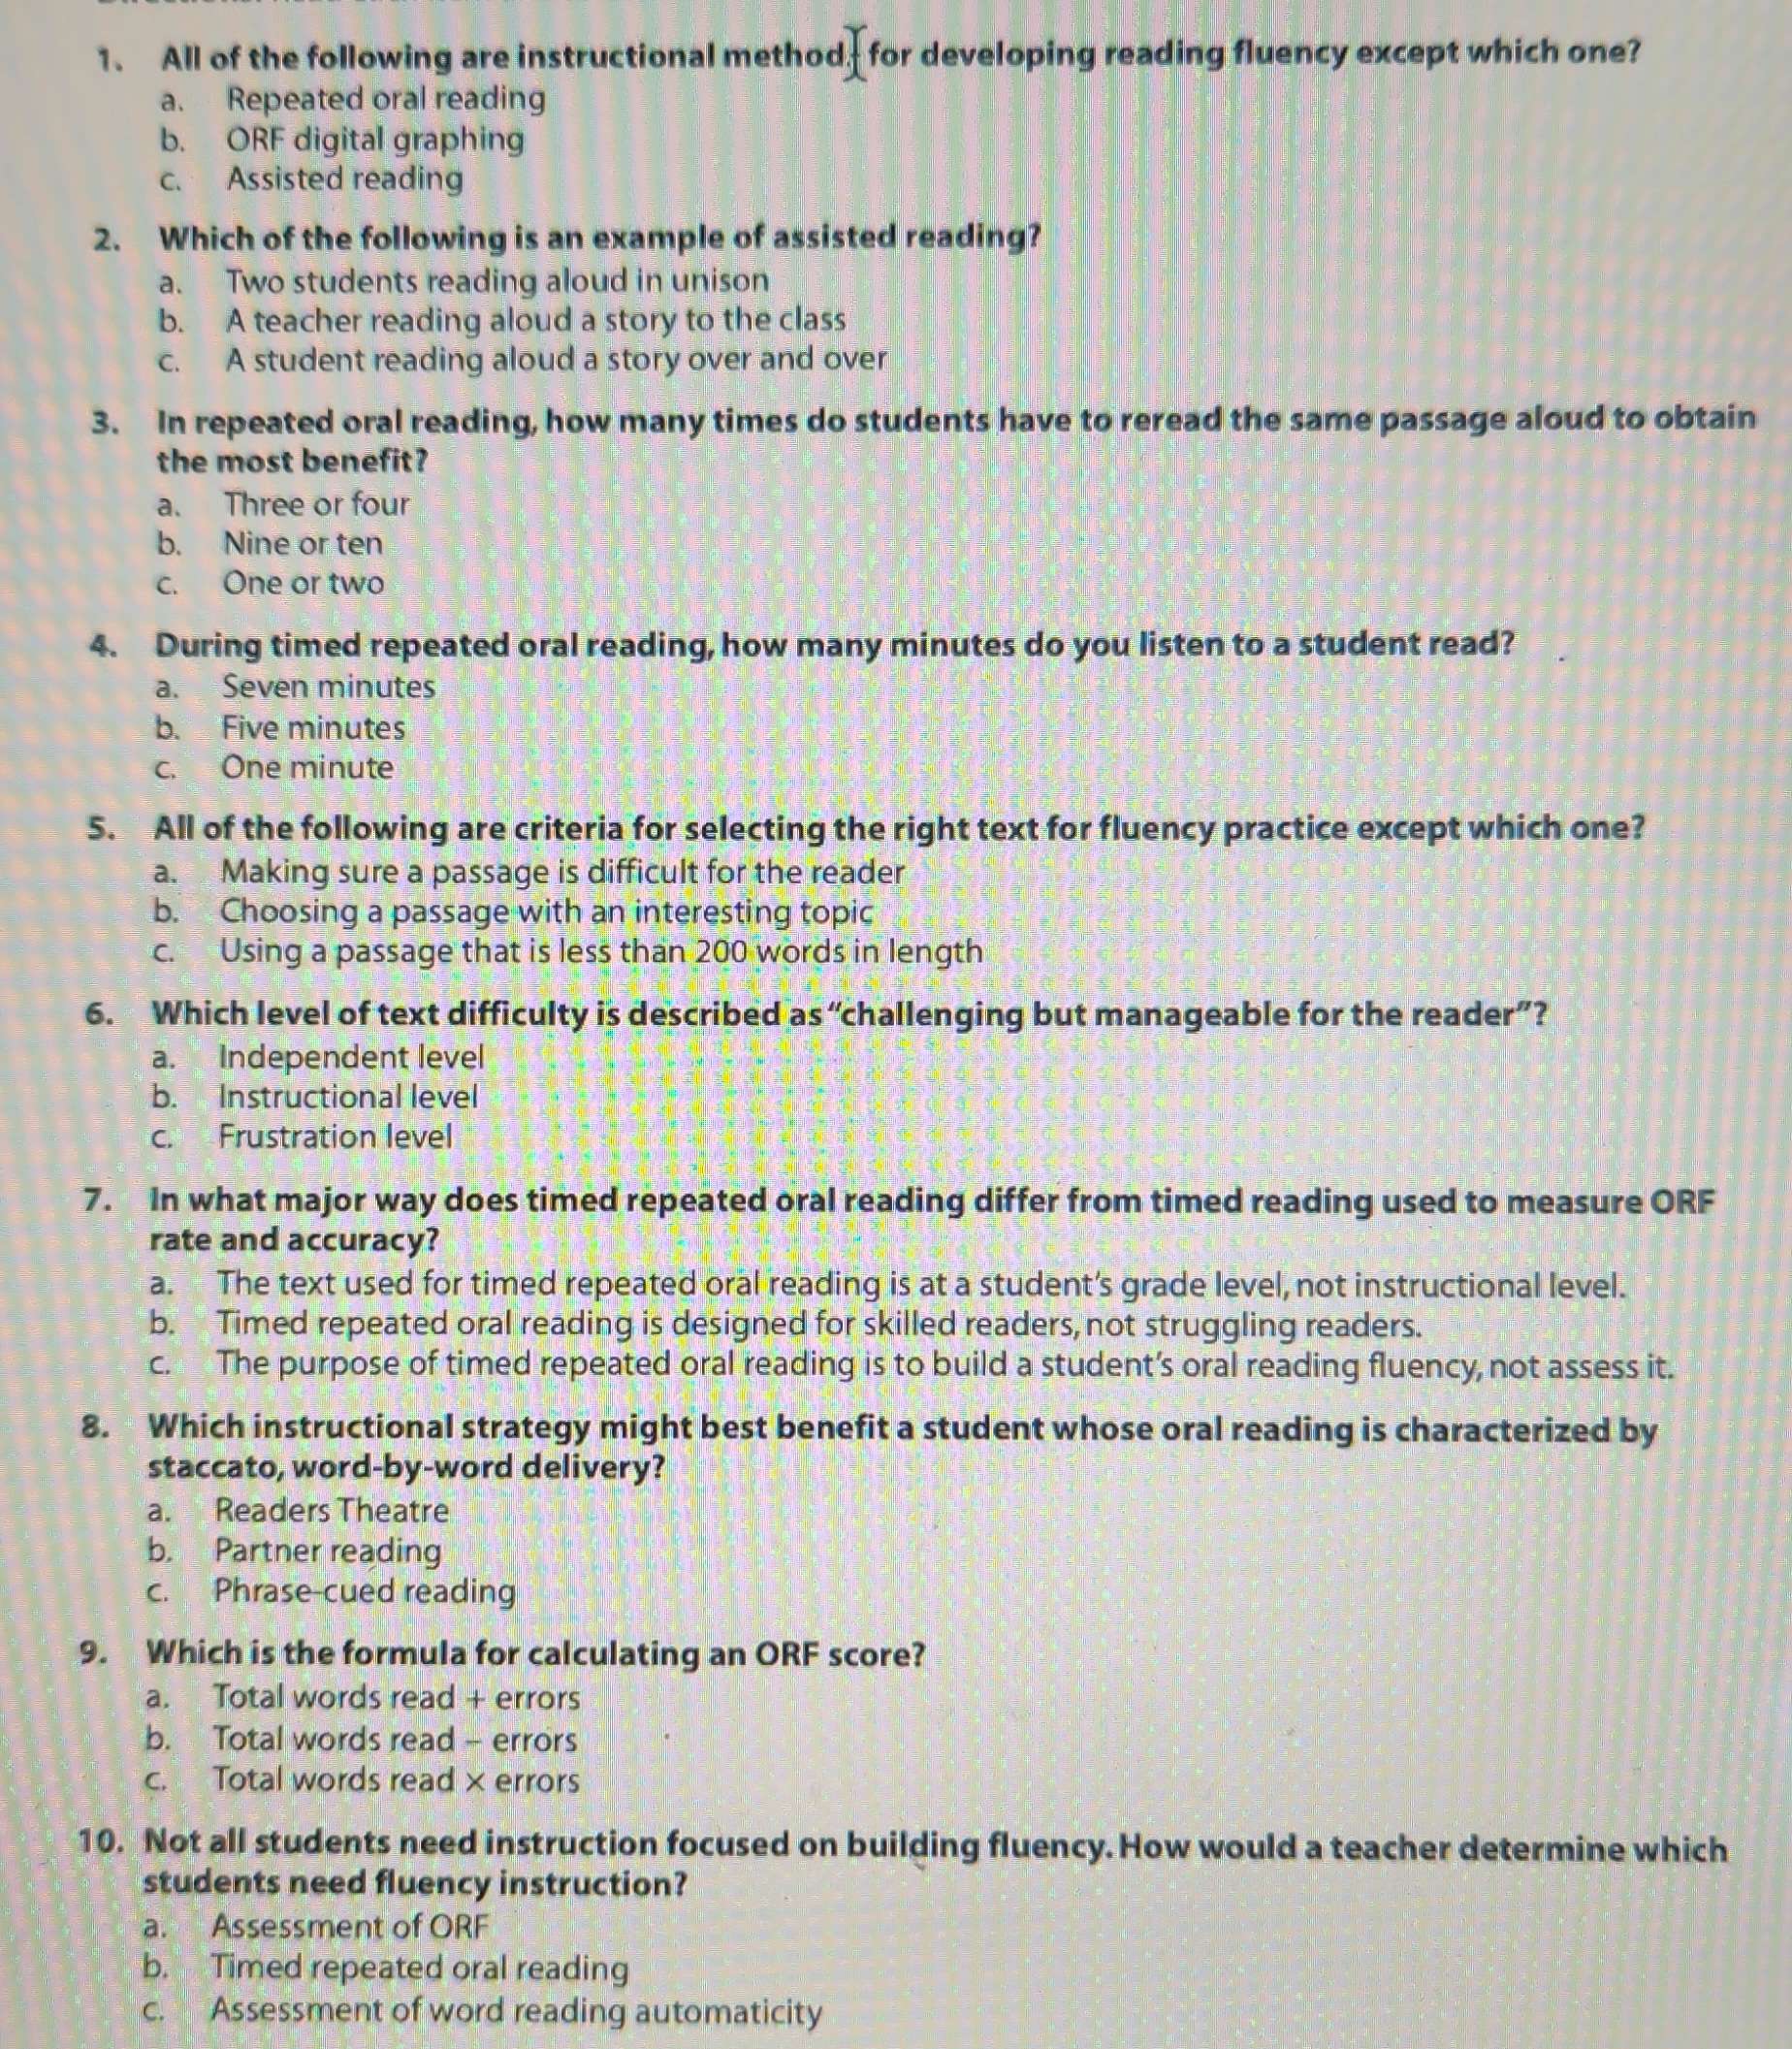 1. All of the following are instructional method for developing reading fluency except which one?
a. Repeated oral reading
b. ORF digital graphing
c. Assisted reading
2. Which of the following is an example of assisted reading?
a. Two students reading aloud in unison
b. A teacher reading aloud a story to the class
c. A student reading aloud a story over and over
3. In repeated oral reading, how many times do students have to reread the same passage aloud to obtain
the most benefit?
a. Three or four
b. Nine or ten
c. One or two
4. During timed repeated oral reading, how many minutes do you listen to a student read?
a. Seven minutes
b. Five minutes
c. One minute
5. All of the following are criteria for selecting the right text for fluency practice except which one?
a. Making sure a passage is difficult for the reader
b. Choosing a passage with an interesting topic
c. Using a passage that is less than 200 words in length
6. Which level of text difficulty is described as "challenging but manageable for the reader"?
a. Independent level
b. Instructional level
c. Frustration level
7. In what major way does timed repeated oral reading differ from timed reading used to measure ORF
rate and accuracy?
a. The text used for timed repeated oral reading is at a student's grade level, not instructional level.
b. Timed repeated oral reading is designed for skilled readers, not struggling readers.
c. The purpose of timed repeated oral reading is to build a student's oral reading fluency, not assess it.
8. Which instructional strategy might best benefit a student whose oral reading is characterized by
staccato, word-by-word delivery?
a. Readers Theatre
b. Partner reading
c. Phrase-cued reading
9. Which is the formula for calculating an ORF score?
a. Total words read + errors
b. Total words read – errors
c. Total words read × errors
10. Not all students need instruction focused on building fluency. How would a teacher determine which
students need fluency instruction?
a. Assessment of ORF
b. Timed repeated oral reading
c. Assessment of word reading automaticity